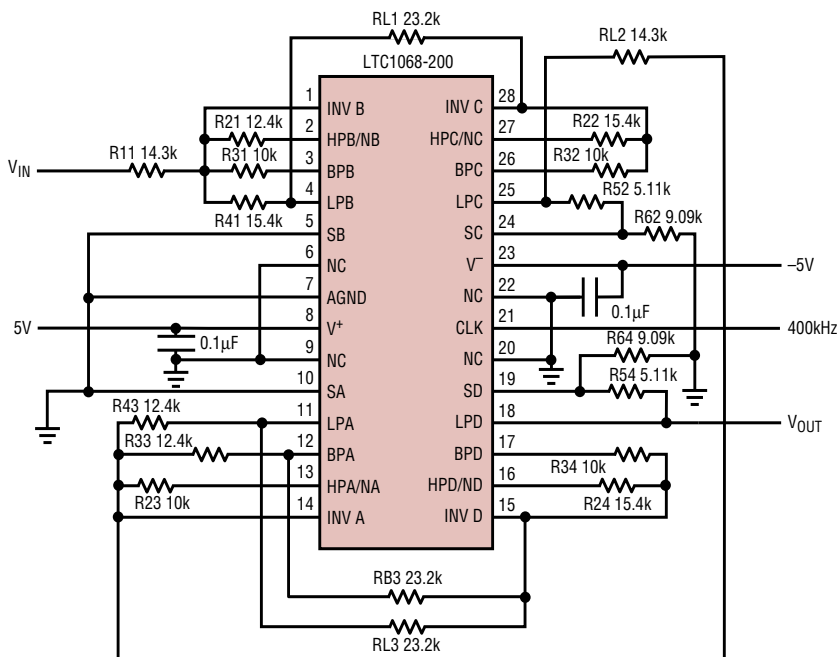 RL1 23.2k
RL2 14.3k
LTC1068-200
1 INV B
INV C 28
R21 12.4k
2 HPB/NB
HPC/NC 27
R22 15.4k
R11 14.3k
VIN
R31 10k
3 BPB
BPC 26
R32 10k
4 LPB
LPC 25
R52 5.11k
R41 15.4k
5 SB
SC 24
R62 9.09k
6 NC
V− 23
–5V
7 AGND
NC 22
0.1µF
5V
8 V+
CLK 21
400kHz
0.1µF
9 NC
NC 20
R64 9.09k
10 SA
SD 19
R54 5.11k
R43 12.4k
11 LPA
LPD 18
VOUT
R33 12.4k
12 BPA
BPD 17
R34 10k
13 HPA/NA
HPD/ND 16
R23 10k
R24 15.4k
14 INV A
INV D 15
RB3 23.2k
RL3 23.2k